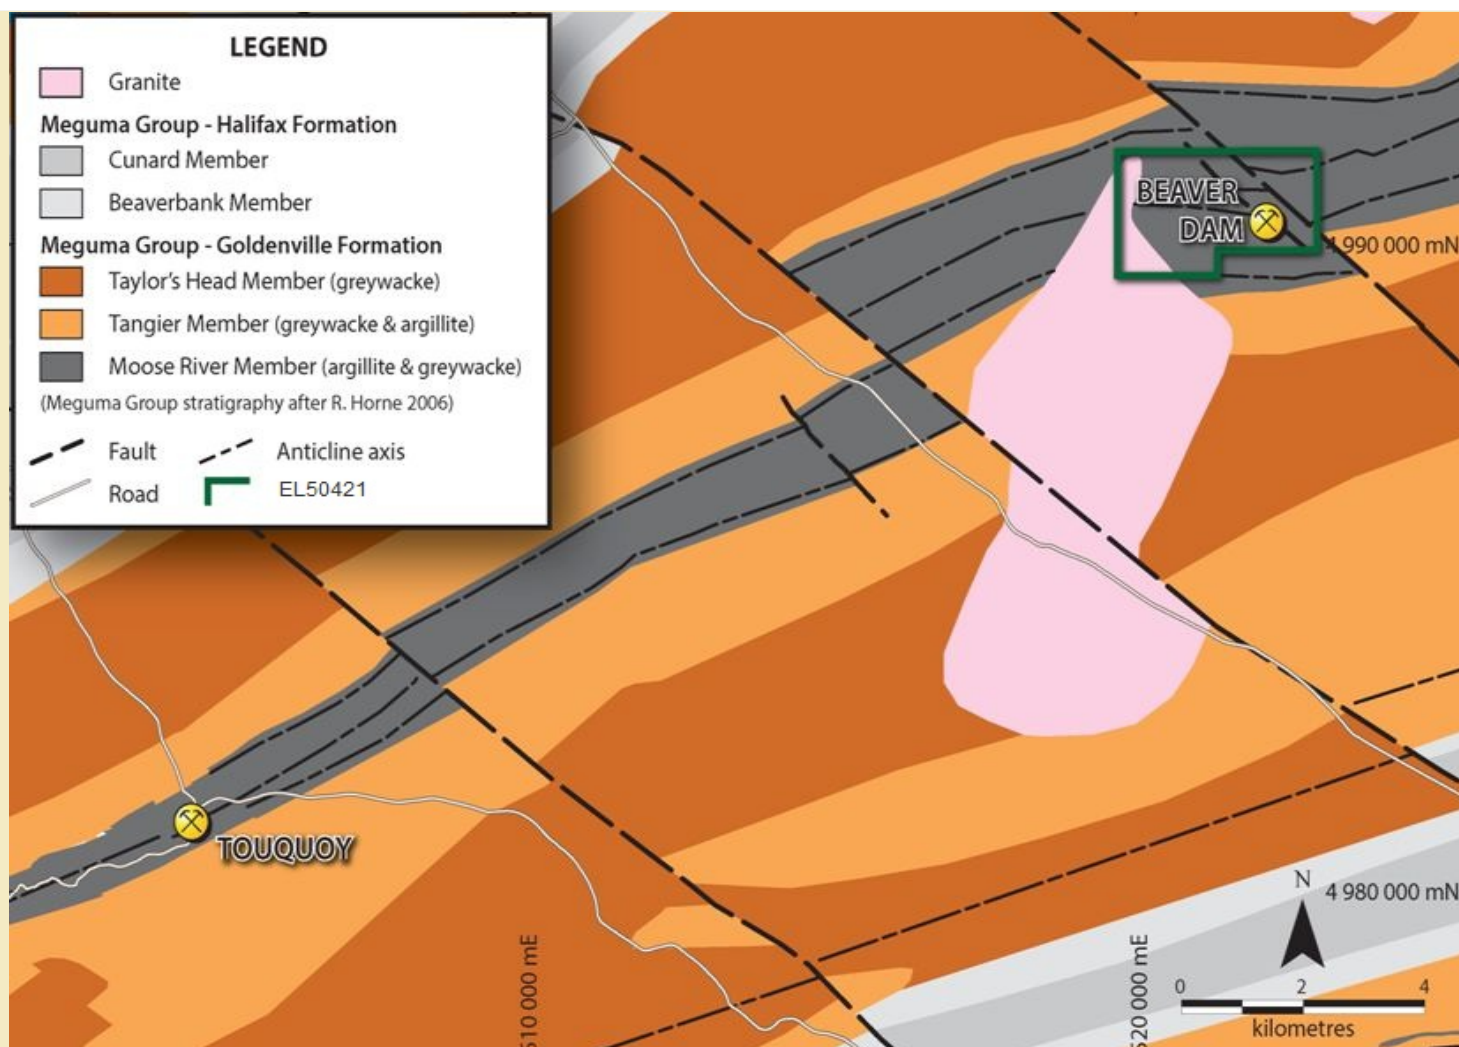 LEGEND
Granite
Meguma Group - Halifax Formation
Cunard Member
Beaverbank Member
Meguma Group - Goldenville Formation
Taylor's Head Member (greywacke)
Tangier Member (greywacke & argillite)
Moose River Member (argillite & greywacke)
(Meguma Group stratigraphy after R. Horne 2006)
Fault
Anticline axis
Road
EL50421
BEAVER
DAM
4 990 000 mN
TOUQUOY
N
4 980 000 mN
510 000 mE
520 000 mE
0 2 4
kilometres